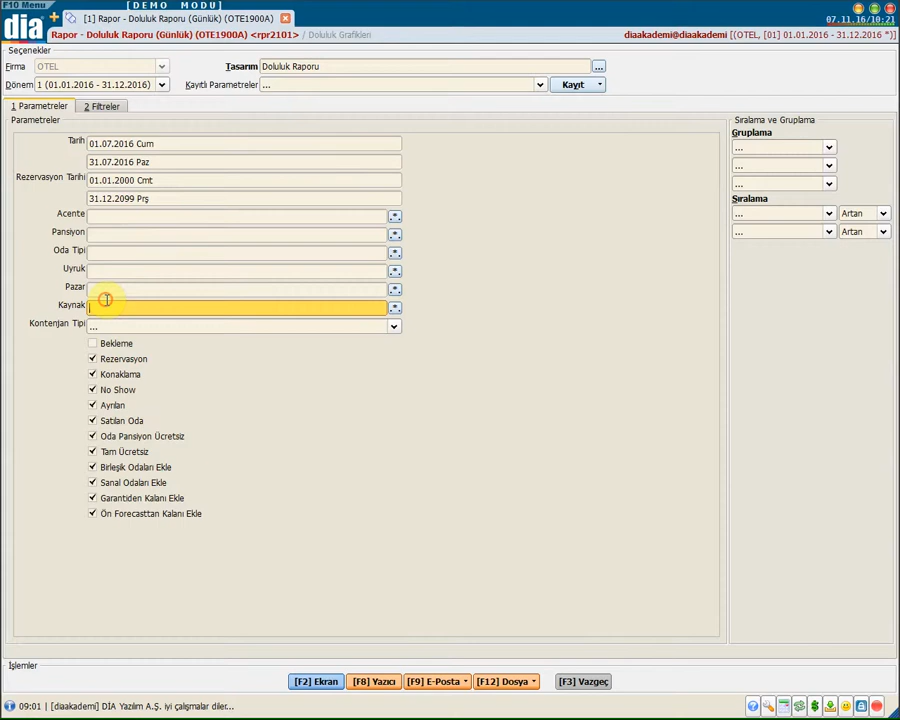 F10 Menu
[DEMO MODU]
dia
[1] Rapor - Doluluk Raporu (Günlük) (OTE1900A)
07.11.16/10:21
Rapor - Doluluk Raporu (Günlük) (OTE1900A) <rpr2101>
/ Doluluk Grafikleri
diaakademi@diaakademi [(OTEL, [01] 01.01.2016 - 31.12.2016 ")]
Seçenekler
Firma OTEL
Tasarım Doluluk Raporu ...
Dönem 1 (01.01.2016 - 31.12.2016)
Kayıtlı Parametreler ... Kayıt
1 Parametreler 2 Filtreler
Parametreler
Sıralama ve Gruplama
Tarih 01.07.2016 Cum
31.07.2016 Paz
Rezervasyon Tarihi 01.01.2000 Cmt
31.12.2099 Prş
Acente
Pansiyon
Oda Tipi
Uyruk
Pazar
Kaynak
Kontenjan Tipi ...
Bekleme
Rezervasyon
Konaklama
No Show
Ayrılan
Satılan Oda
Oda Pansiyon Ücretsiz
Tam Ücretsiz
Birleşik Odaları Ekle
Sanal Odaları Ekle
Garantiden Kalanı Ekle
Ön Forecasttan Kalanı Ekle
Gruplama
...
...
...
Sıralama
... Artan
... Artan
İşlemler
[F2] Ekran [F8] Yazıcı [F9] E-Posta [F12] Dosya [F3] Vazgeç
09:01 | [diaakademi] DİA Yazılım A.Ş. iyi çalışmalar diler...